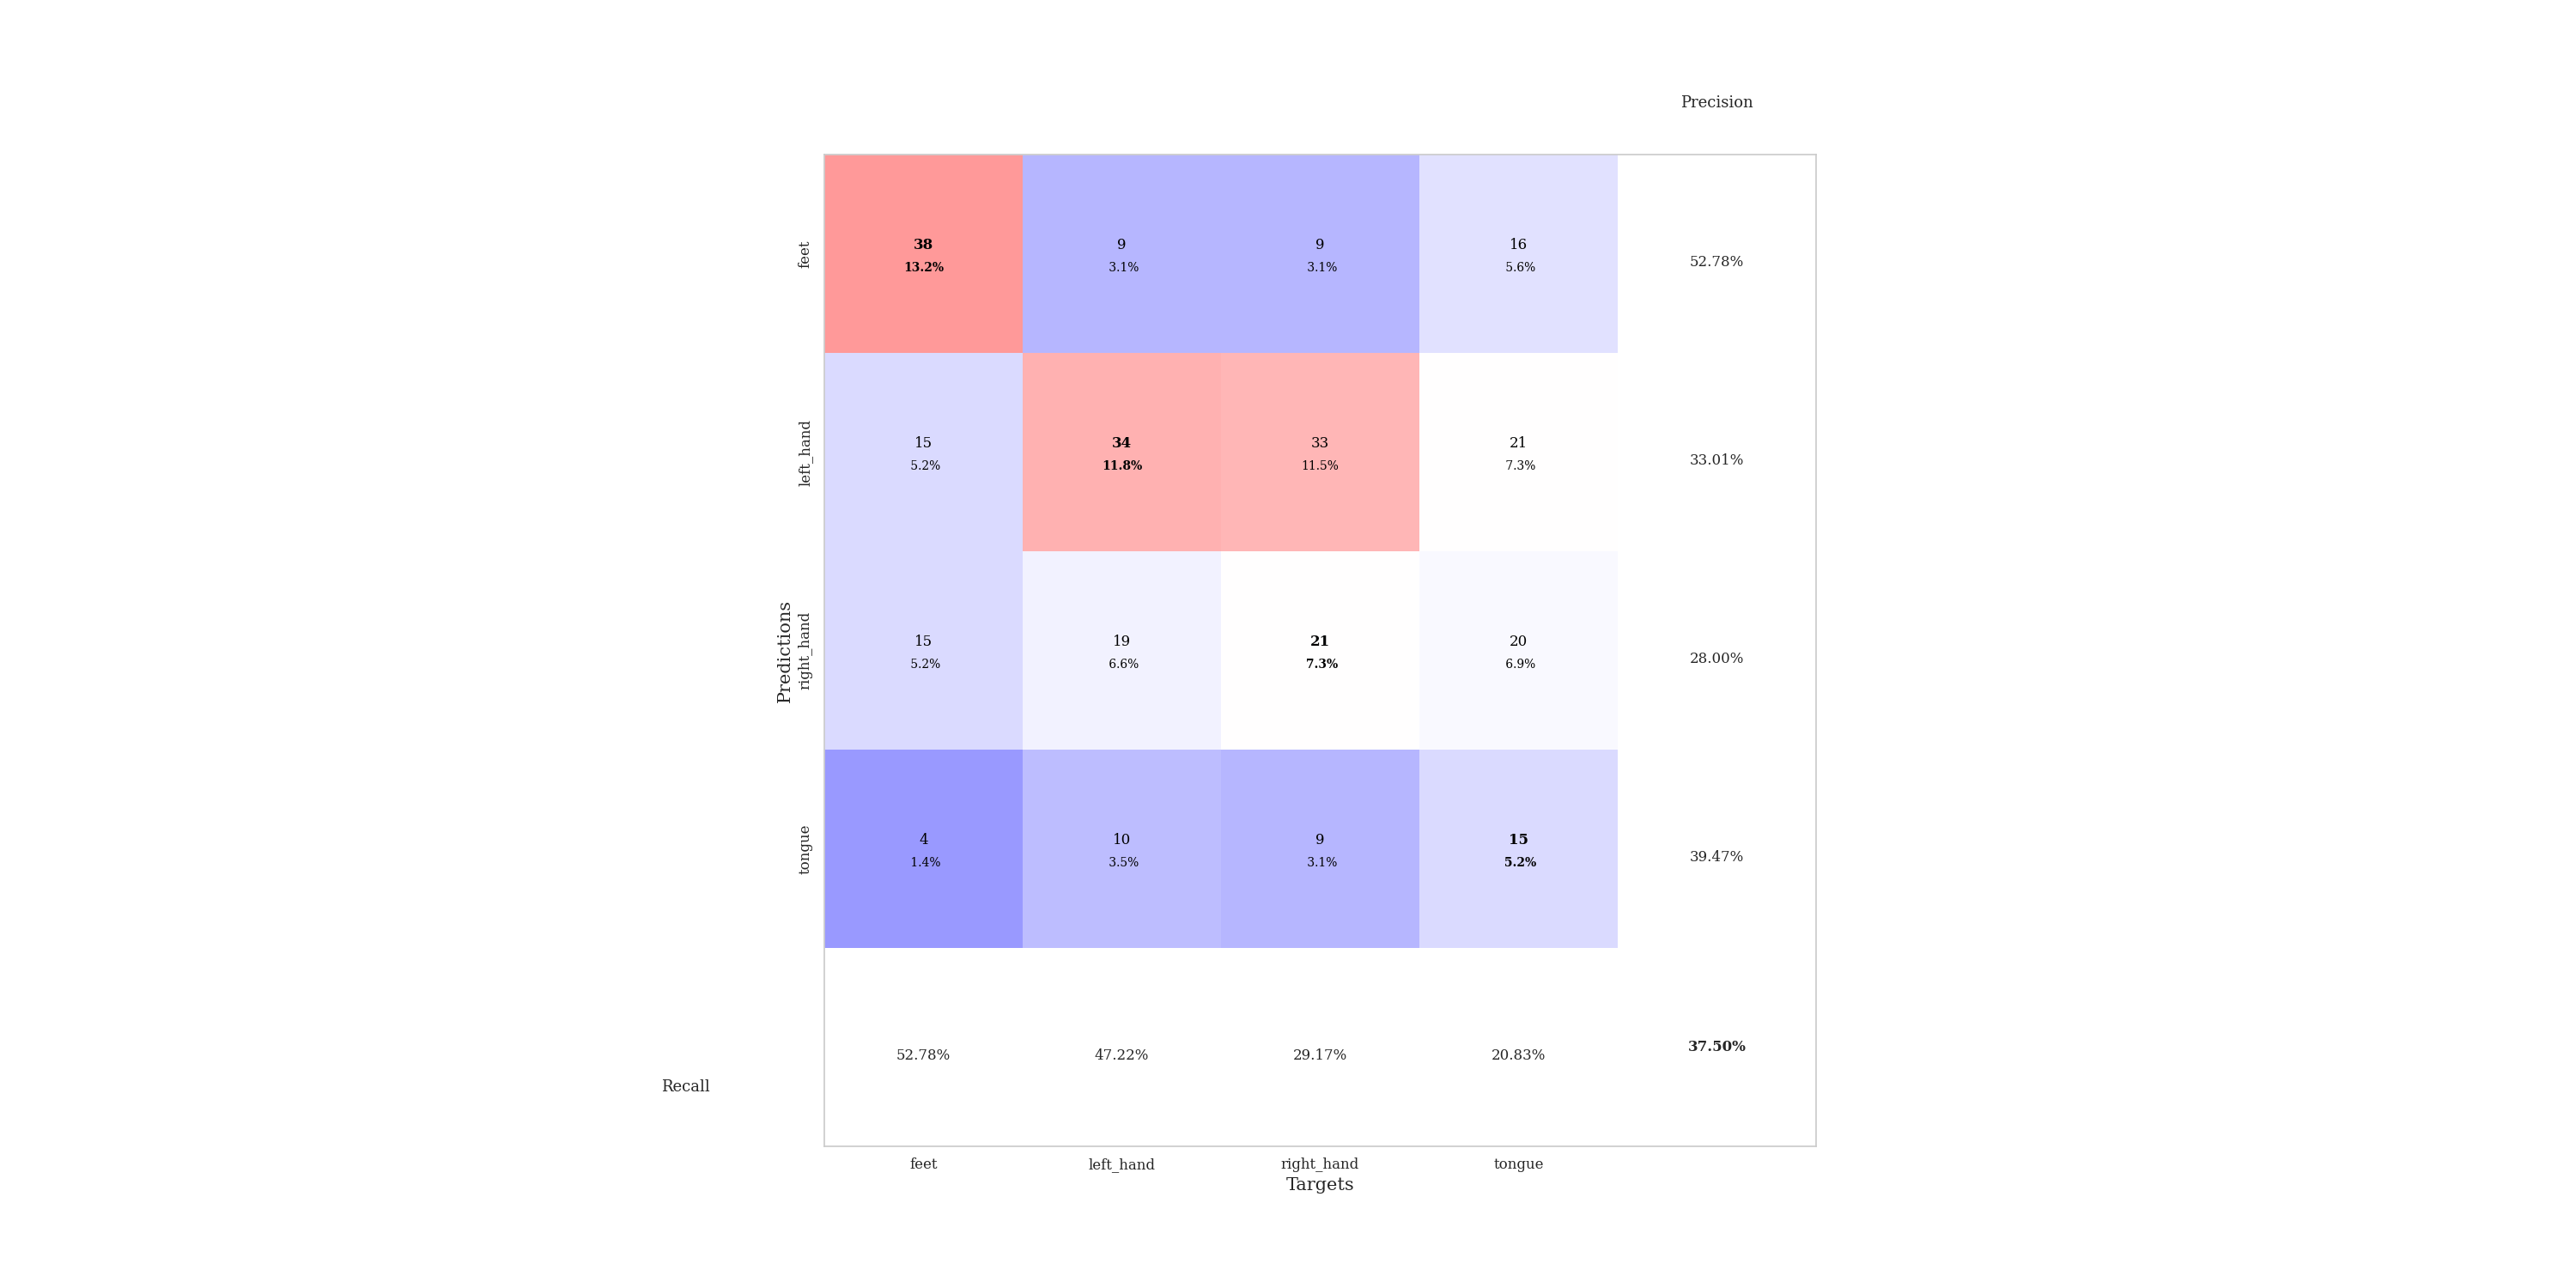 Precision
feet
38 9 9 16 52.78%
13.2% 3.1% 3.1% 5.6%
left_hand
15 34 33 21 33.01%
5.2% 11.8% 11.5% 7.3%
Predictions
right_hand
15 19 21 20 28.00%
5.2% 6.6% 7.3% 6.9%
tongue
4 10 9 15 39.47%
1.4% 3.5% 3.1% 5.2%
52.78% 47.22% 29.17% 20.83% 37.50%
Recall
feet left_hand right_hand tongue
Targets